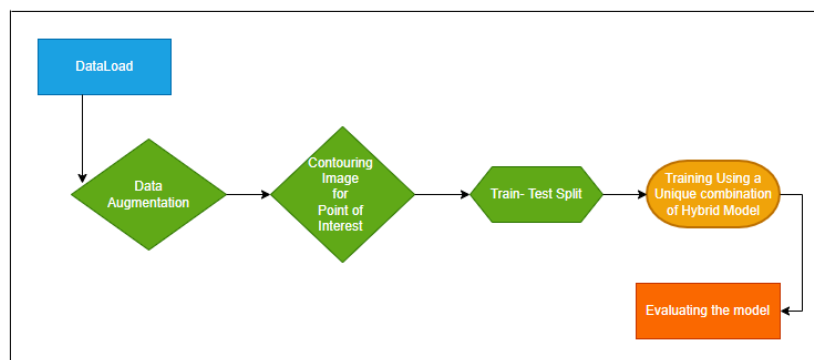 DataLoad
Data
Augmentation
Contouring
Image
for
Point of
Interest
Train- Test Split
Training Using a
Unique combination
of Hybrid Model
Evaluating the model